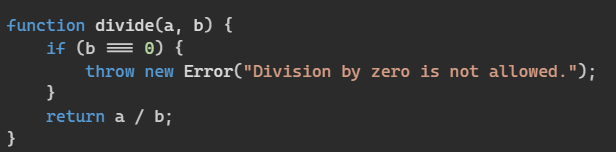 function divide(a, b) {
    if (b === 0) {
        throw new Error("Division by zero is not allowed.");
    }
    return a / b;
}